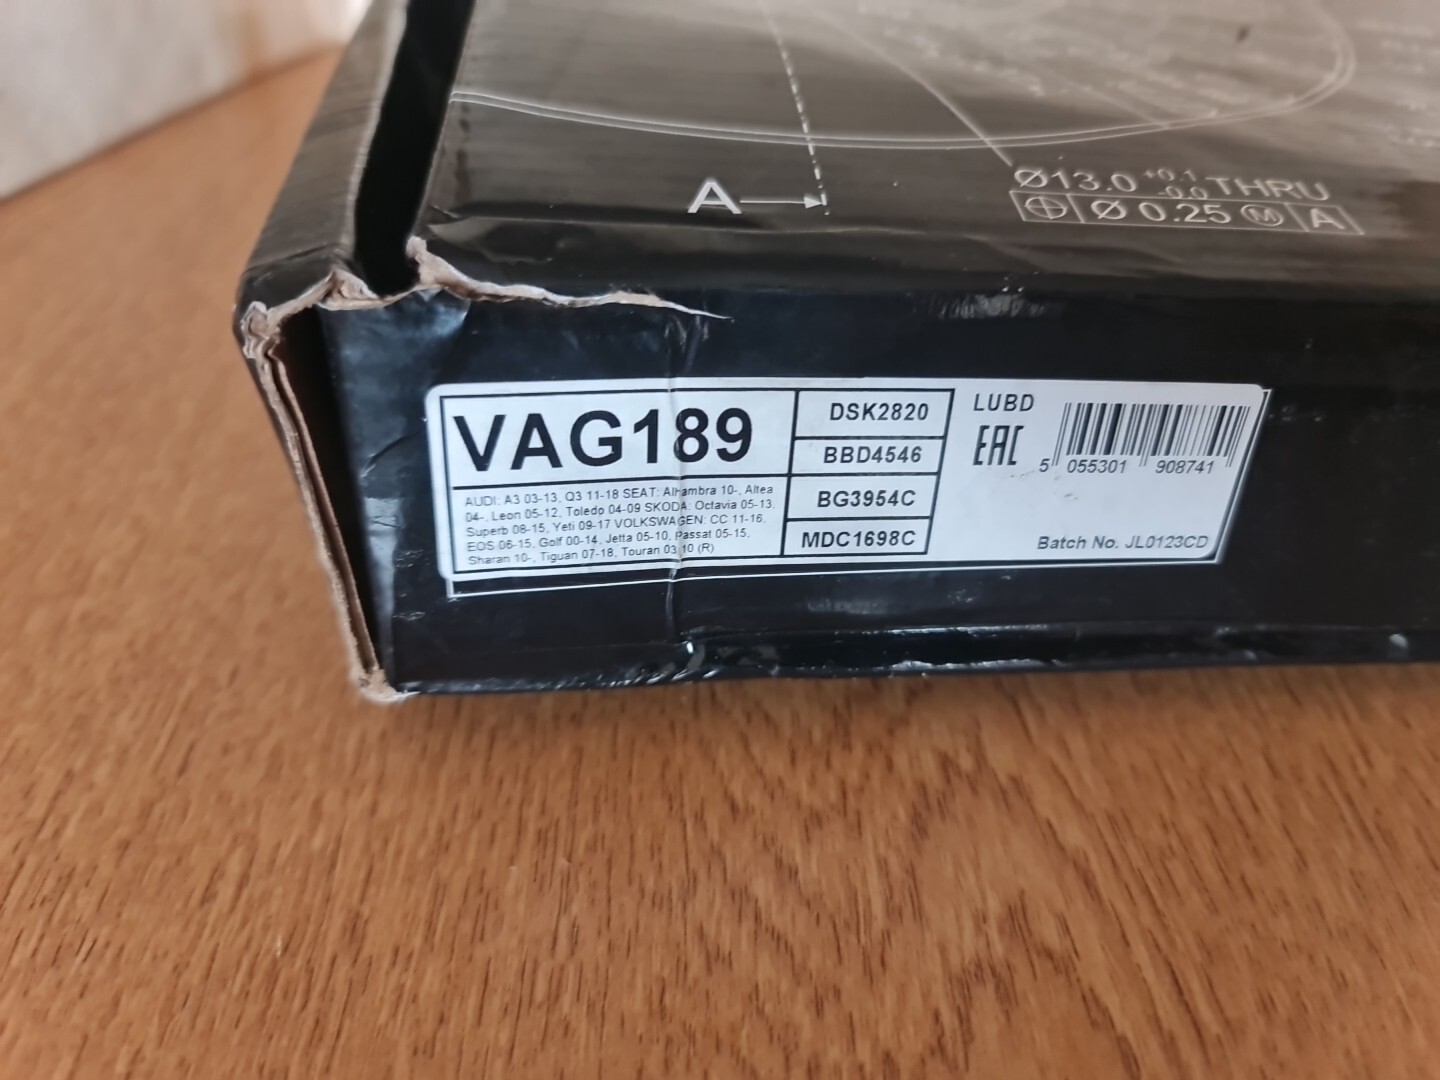 A
Ø13.0 +0.1 -0.0 THRU
Ø 0.25 Ⓜ A
VAG189
AUDI: A3 03-13, Q3 11-18 SEAT: Alhambra 10-, Altea
04-, Leon 05-12, Toledo 04-09 SKODA: Octavia 05-13,
Superb 08-15, Yeti 09-17 VOLKSWAGEN: CC 11-16,
EOS 06-15, Golf 00-14, Jetta 05-10, Passat 05-15,
Sharan 10-, Tiguan 07-18, Touran 03-10 (R)
DSK2820
BBD4546
BG3954C
MDC1698C
LUBD
EAC
5 055301 908741
Batch No. JL0123CD